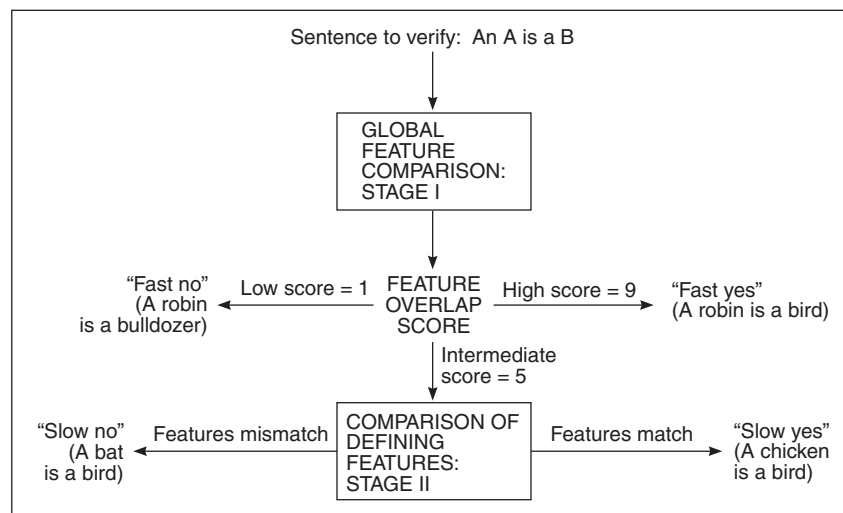 Sentence to verify: An A is a B
GLOBAL
FEATURE
COMPARISON:
STAGE I
“Fast no”
(A robin
is a bulldozer)
Low score = 1
FEATURE
OVERLAP
SCORE
High score = 9
“Fast yes”
(A robin is a bird)
Intermediate
score = 5
“Slow no”
(A bat
is a bird)
Features mismatch
COMPARISON OF
DEFINING
FEATURES:
STAGE II
Features match
“Slow yes”
(A chicken
is a bird)